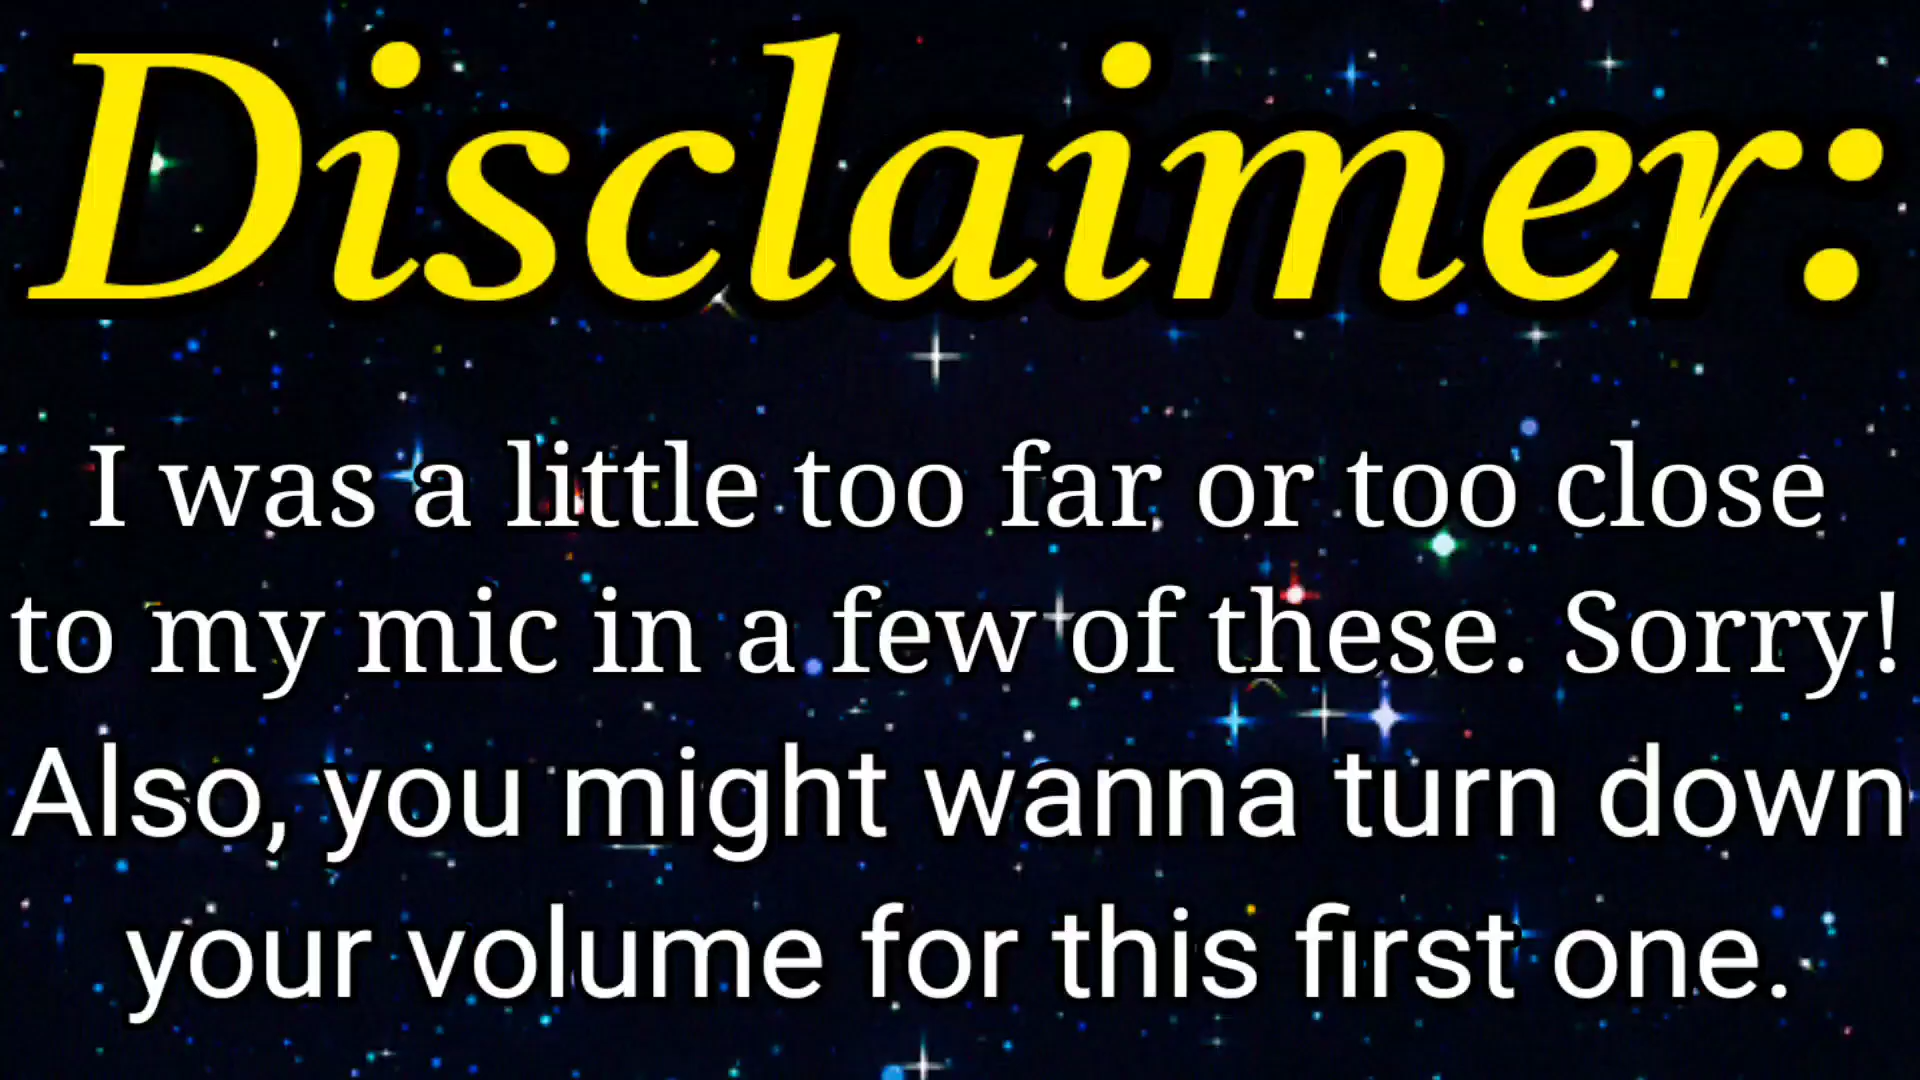 Disclaimer:
I was a little too far or too close
to my mic in a few of these. Sorry!
Also, you might wanna turn down
your volume for this first one.